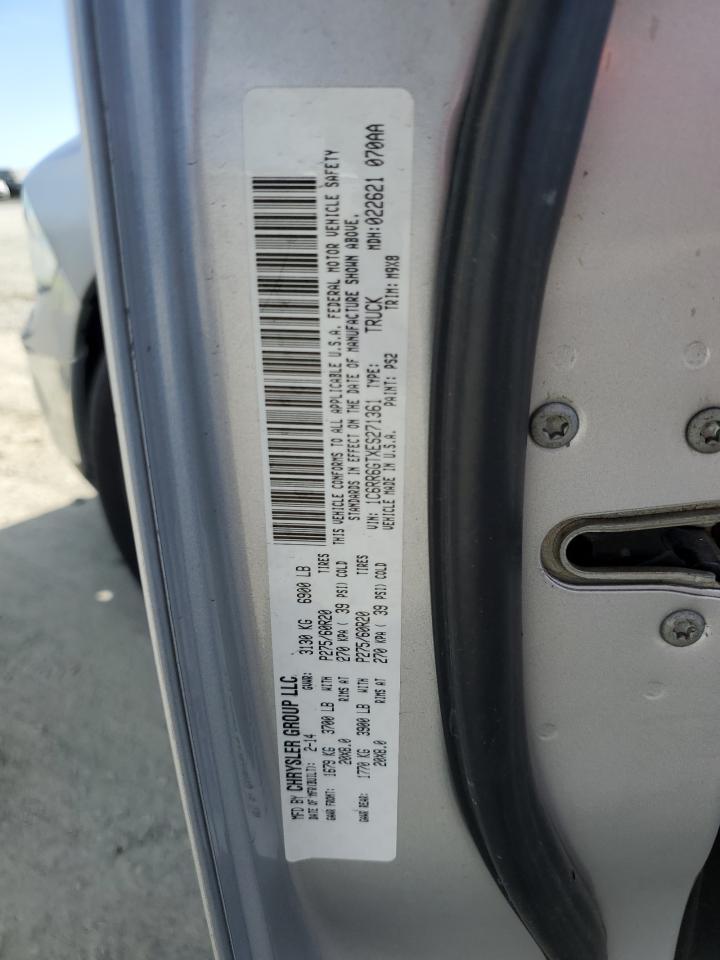 MFD BY CHRYSLER GROUP LLC
DATE OF MFR(BUILT): 2-14 GVWR: 3130 KG 6900 LB
GAWR FRONT: 1679 KG 3700 LB WITH P275/60R20 TIRES
20X8.0 RIMS AT 270 KPA ( 39 PSI) COLD
GAWR REAR: 1770 KG 3900 LB WITH P275/60R20 TIRES
20X8.0 RIMS AT 270 KPA ( 39 PSI) COLD
THIS VEHICLE CONFORMS TO ALL APPLICABLE U.S.A. FEDERAL MOTOR VEHICLE SAFETY
STANDARDS IN EFFECT ON THE DATE OF MANUFACTURE SHOWN ABOVE.
VIN: 1C6RR6GTXES271361 TYPE: TRUCK MDH: 022621 070AA
VEHICLE MADE IN U.S.A. PAINT: PS2 TRIM: M9X8